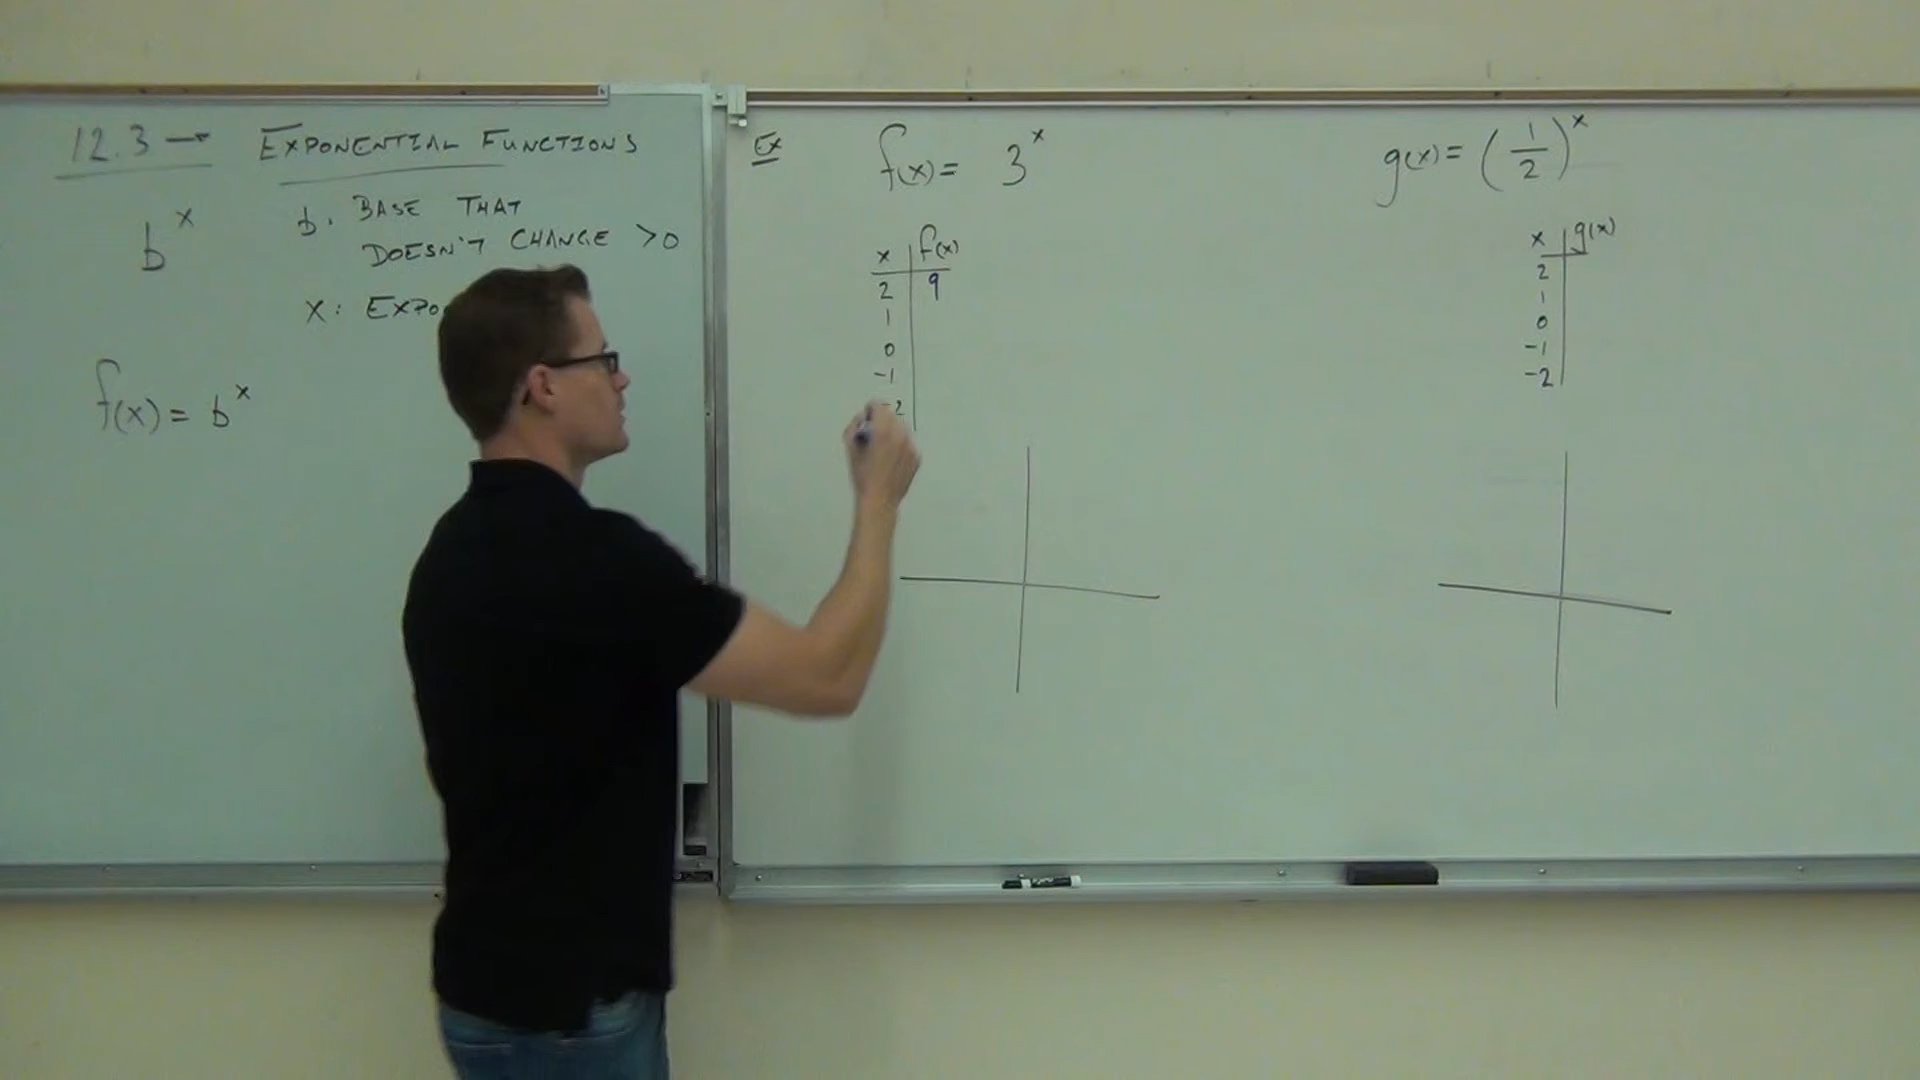 12.3 → EXPONENTIAL FUNCTIONS
b^x
b. BASE THAT
DOESN'T CHANGE >0
x: EXPO
f(x) = b^x
Ex
f(x) = 3^x
x f(x)
2 9
1
0
-1
-2
g(x) = (1/2)^x
x g(x)
2
1
0
-1
-2